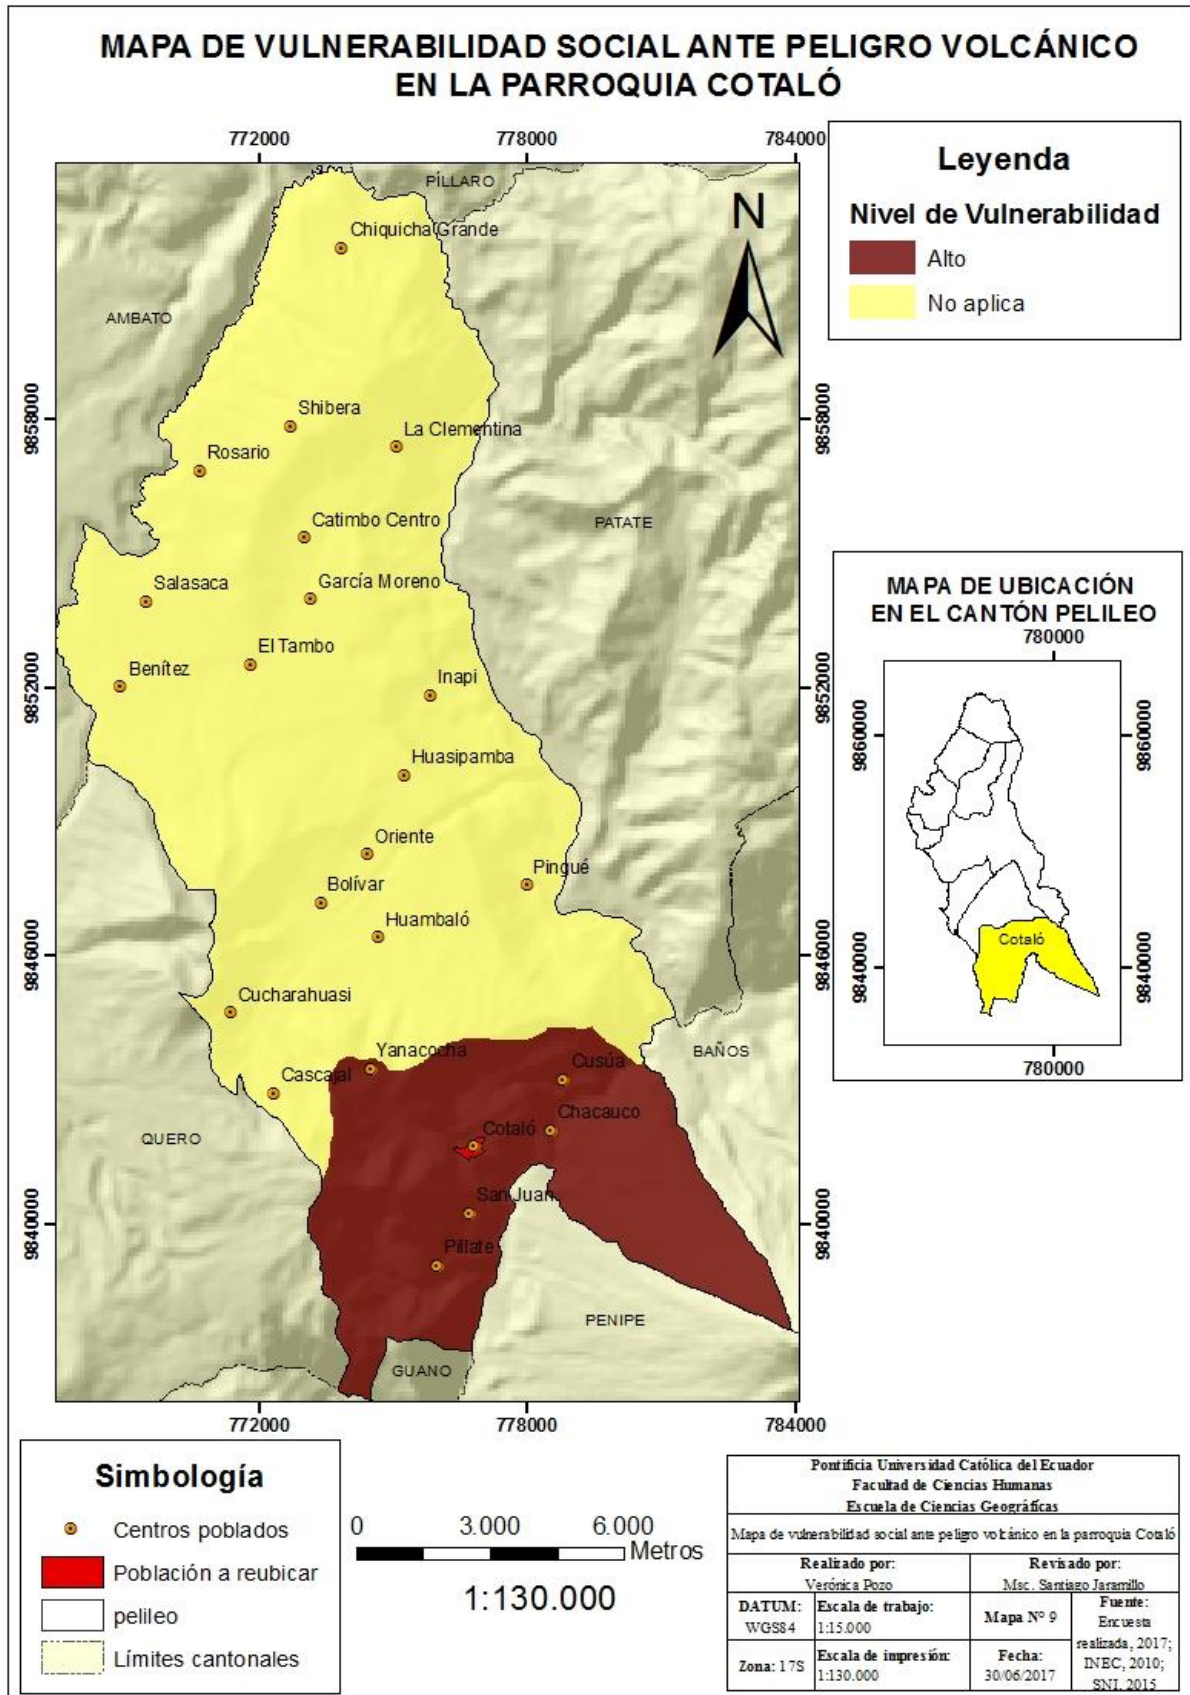 MAPA DE VULNERABILIDAD SOCIAL ANTE PELIGRO VOLCÁNICO
EN LA PARROQUIA COTALÓ
772000
778000
784000
PÍLLARO
Chiquicha Grande
AMBATO
N
9858000
Shibera
La Clementina
9858000
Rosario
Catimbo Centro
PATATE
Salasaca
García Moreno
El Tambo
Benítez
Inapi
9852000
9852000
Huasipamba
Oriente
Pingué
Bolívar
Huambaló
9846000
9846000
Cucharahuasi
Yanacocha
BAÑOS
Cusúa
Cascajal
Chacauco
QUERO
Cotaló
San Juan
9840000
9840000
Pillate
PENIPE
GUANO
772000
778000
784000
Leyenda
Nivel de Vulnerabilidad
Alto
No aplica
MAPA DE UBICACIÓN
EN EL CANTÓN PELILEO
780000
9860000
9860000
Cotaló
9840000
9840000
780000
Simbología
Centros poblados
Población a reubicar
pelileo
Límites cantonales
0 3.000 6.000
Metros
1:130.000
Pontificia Universidad Católica del Ecuador
Facultad de Ciencias Humanas
Escuela de Ciencias Geográficas
Mapa de vulnerabilidad social ante peligro volcánico en la parroquia Cotaló
Realizado por:
Verónica Pozo
Revisado por:
Msc. Santiago Jaramillo
DATUM:
WGS84
Escala de trabajo:
1:15.000
Mapa N° 9
Fuente:
Encuesta
realizada, 2017;
INEC, 2010;
SNI, 2015
Zona: 17S
Escala de impresión:
1:130.000
Fecha:
30/06/2017